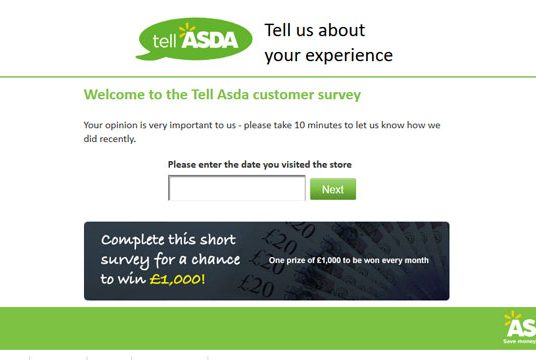 tell ASDA
Tell us about
your experience
Welcome to the Tell Asda customer survey
Your opinion is very important to us - please take 10 minutes to let us know how we
did recently.
Please enter the date you visited the store
Next
Complete this short
survey for a chance
to win £1,000!
One prize of £1,000 to be won every month
£20
£20
£20
AS
Save money